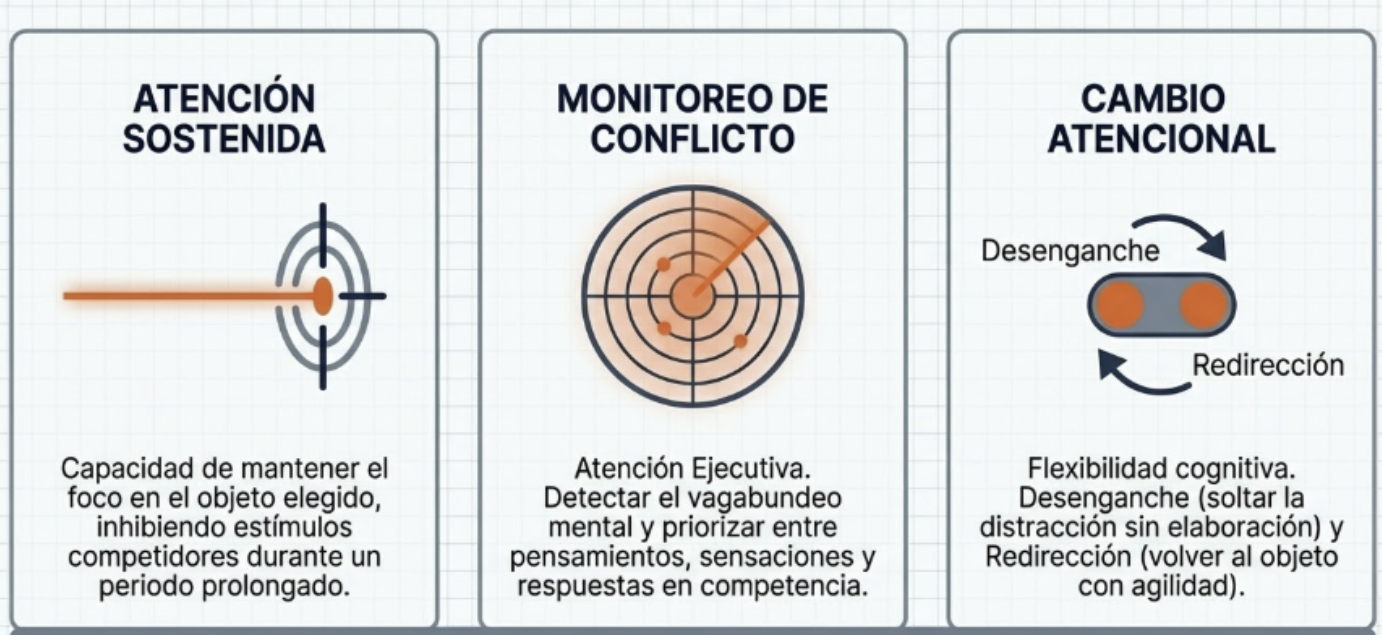 ATENCIÓN
SOSTENIDA
Capacidad de mantener el
foco en el objeto elegido,
inhibiendo estímulos
competidores durante un
periodo prolongado.
MONITOREO DE
CONFLICTO
Atención Ejecutiva.
Detectar el vagabundeo
mental y priorizar entre
pensamientos, sensaciones y
respuestas en competencia.
CAMBIO
ATENCIONAL
Desenganche
Redirección
Flexibilidad cognitiva.
Desenganche (soltar la
distracción sin elaboración) y
Redirección (volver al objeto
con agilidad).